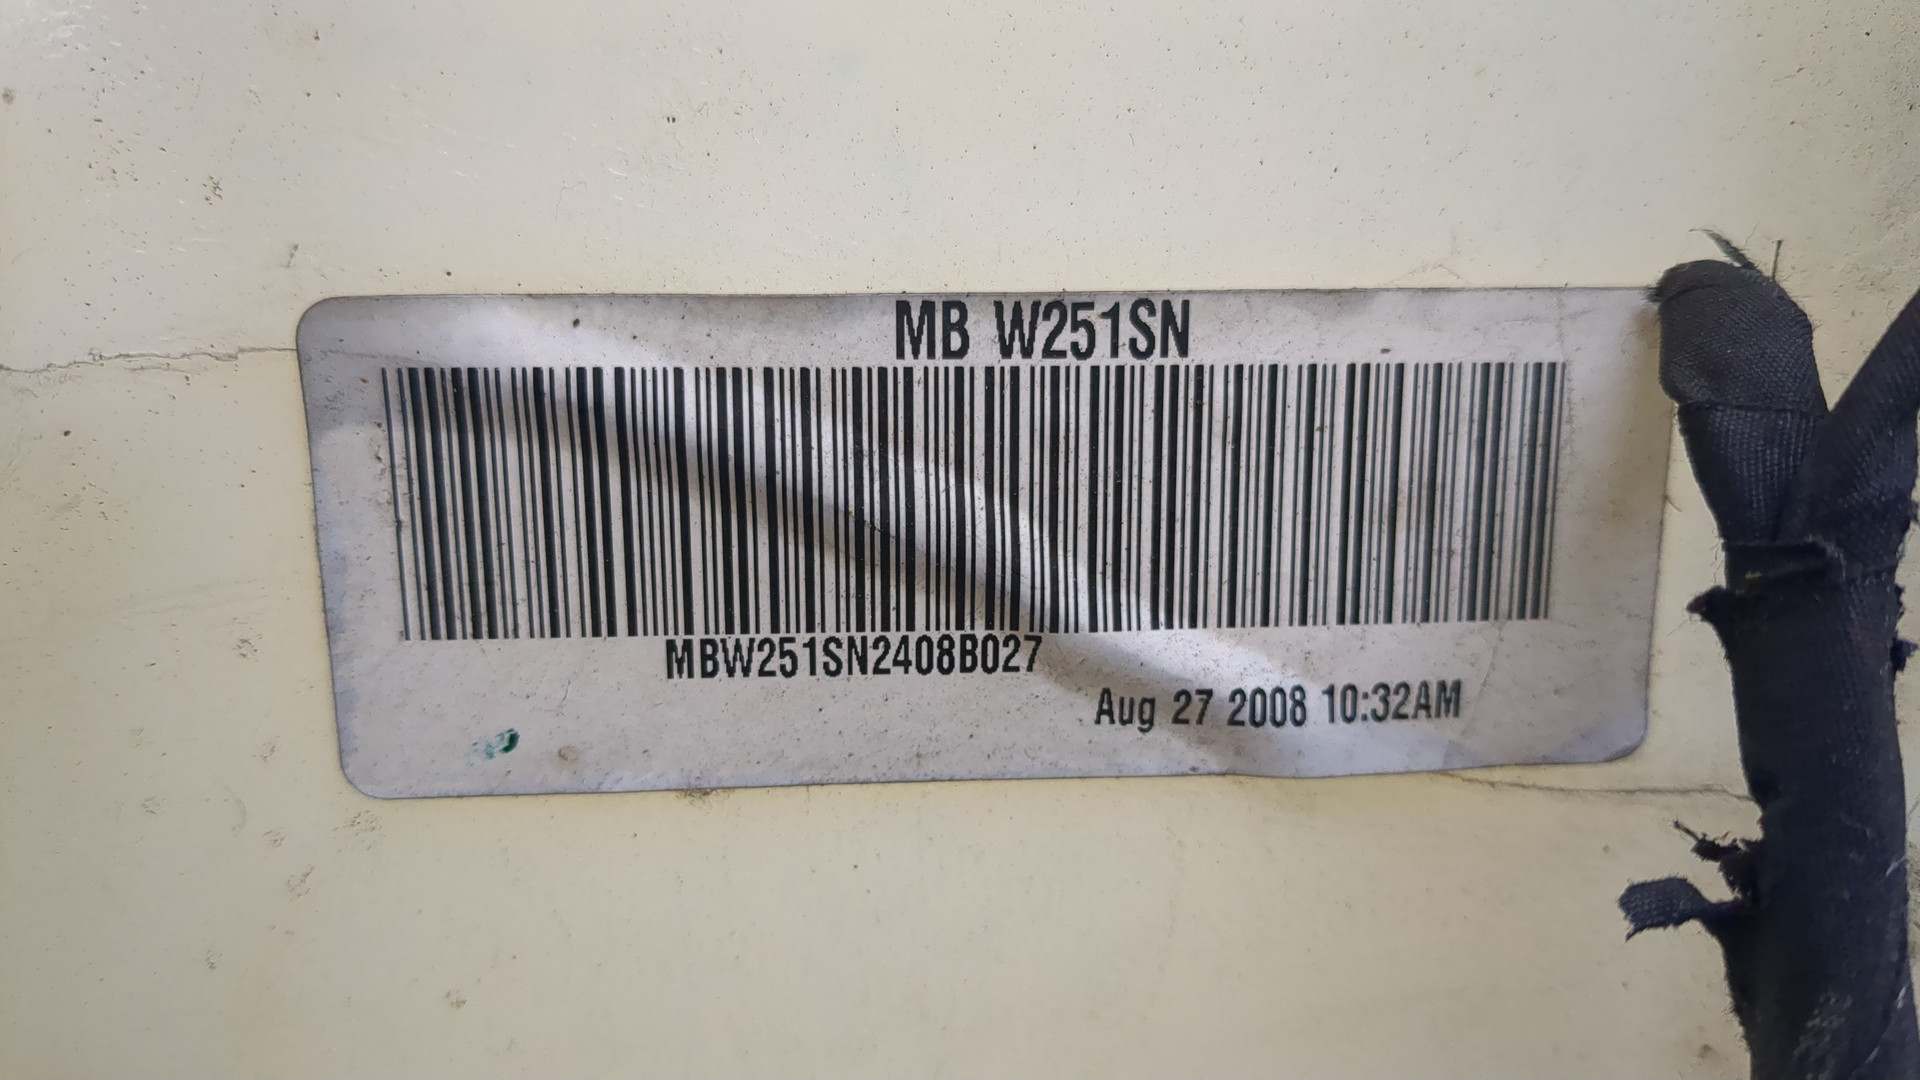 MB W251SN
MBW251SN2408B027
Aug 27 2008 10:32AM